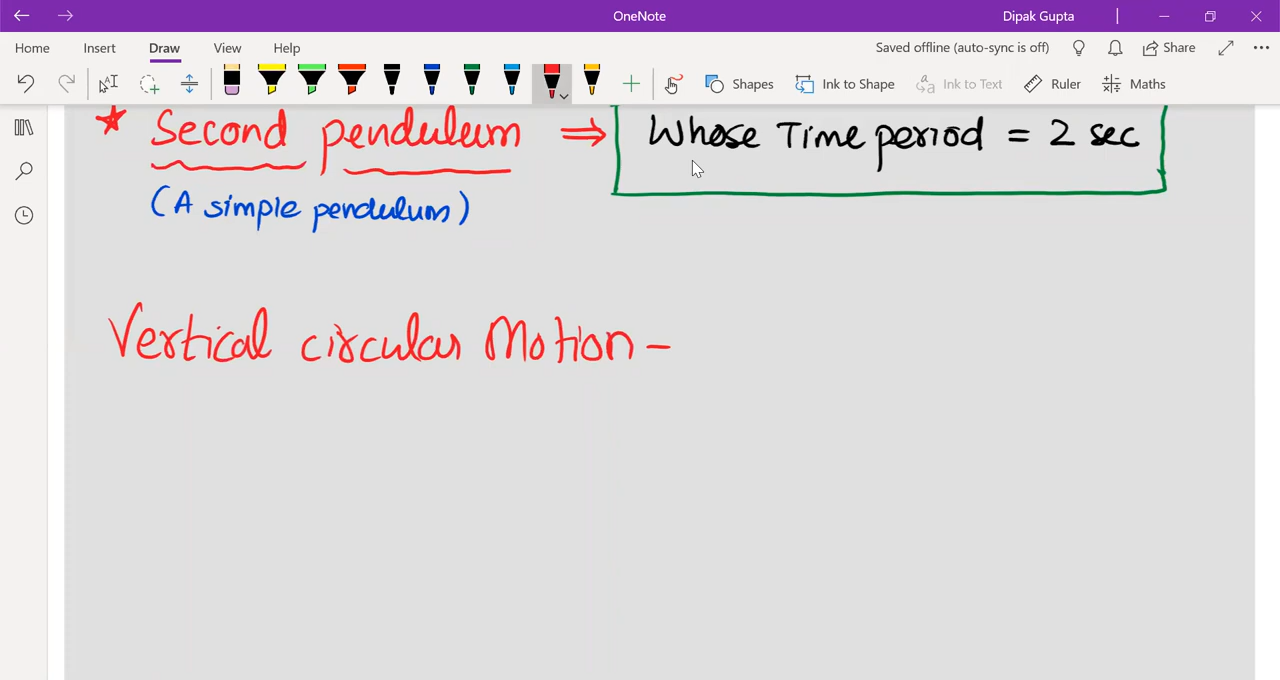 OneNote
Dipak Gupta
Home Insert Draw View Help
Saved offline (auto-sync is off)
Share
Shapes
Ink to Shape
Ink to Text
Ruler
Maths
Second pendulum ⇒ Whose Time period = 2 sec
(A simple pendulum)
Vertical circular Motion –